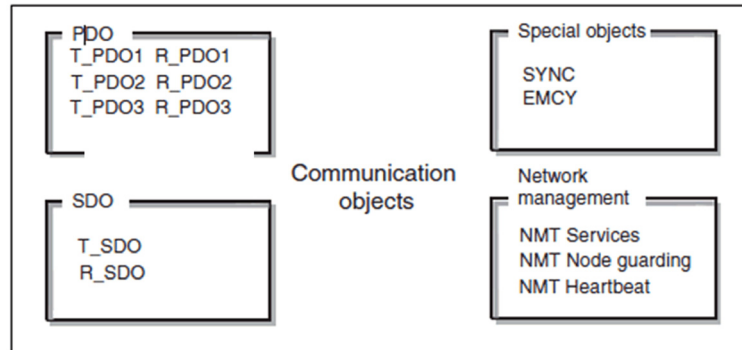 PDO
T_PDO1 R_PDO1
T_PDO2 R_PDO2
T_PDO3 R_PDO3
Special objects
SYNC
EMCY
Communication
objects
SDO
T_SDO
R_SDO
Network
management
NMT Services
NMT Node guarding
NMT Heartbeat